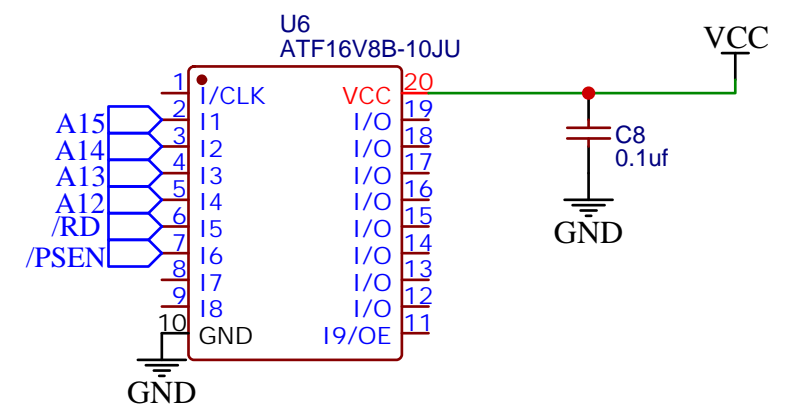 U6
ATF16V8B-10JU
VCC
1 I/CLK VCC 20
A15 2 I1 I/O 19
A14 3 I2 I/O 18
A13 4 I3 I/O 17
A12 5 I4 I/O 16
/RD 6 I5 I/O 15
/PSEN 7 I6 I/O 14
8 I7 I/O 13
9 I8 I/O 12
10 GND I9/OE 11
C8
0.1uf
GND
GND